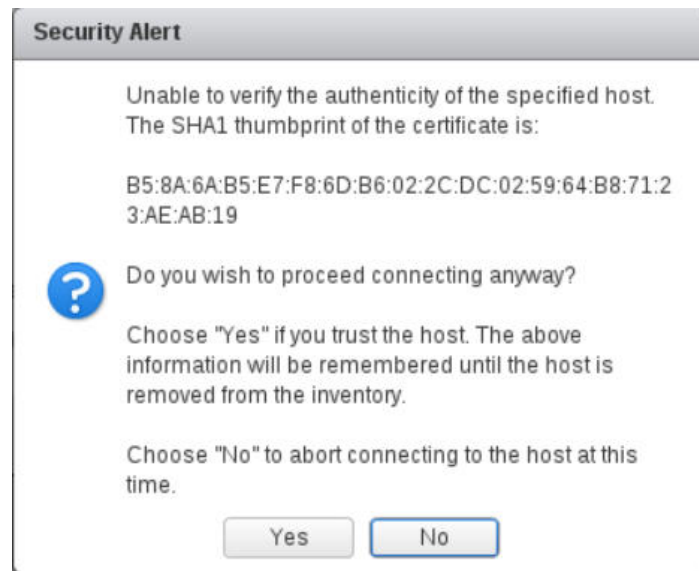 Security Alert
Unable to verify the authenticity of the specified host.
The SHA1 thumbprint of the certificate is:
B5:8A:6A:B5:E7:F8:6D:B6:02:2C:DC:02:59:64:B8:71:2
3:AE:AB:19
Do you wish to proceed connecting anyway?
Choose "Yes" if you trust the host. The above
information will be remembered until the host is
removed from the inventory.
Choose "No" to abort connecting to the host at this
time.
Yes No